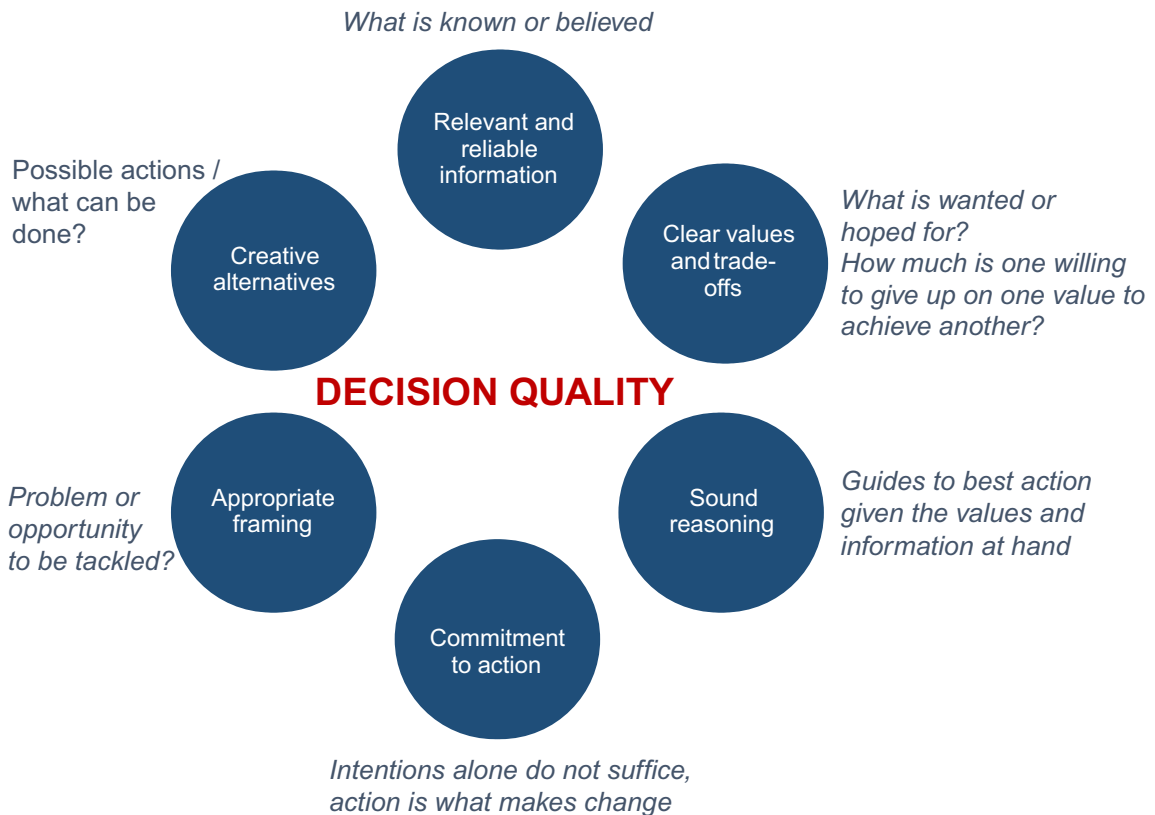 What is known or believed
Relevant and
reliable
information
Possible actions /
what can be
done?
Creative
alternatives
Clear values
and trade-
offs
What is wanted or
hoped for?
How much is one willing
to give up on one value to
achieve another?
DECISION QUALITY
Problem or
opportunity
to be tackled?
Appropriate
framing
Sound
reasoning
Guides to best action
given the values and
information at hand
Commitment
to action
Intentions alone do not suffice,
action is what makes change